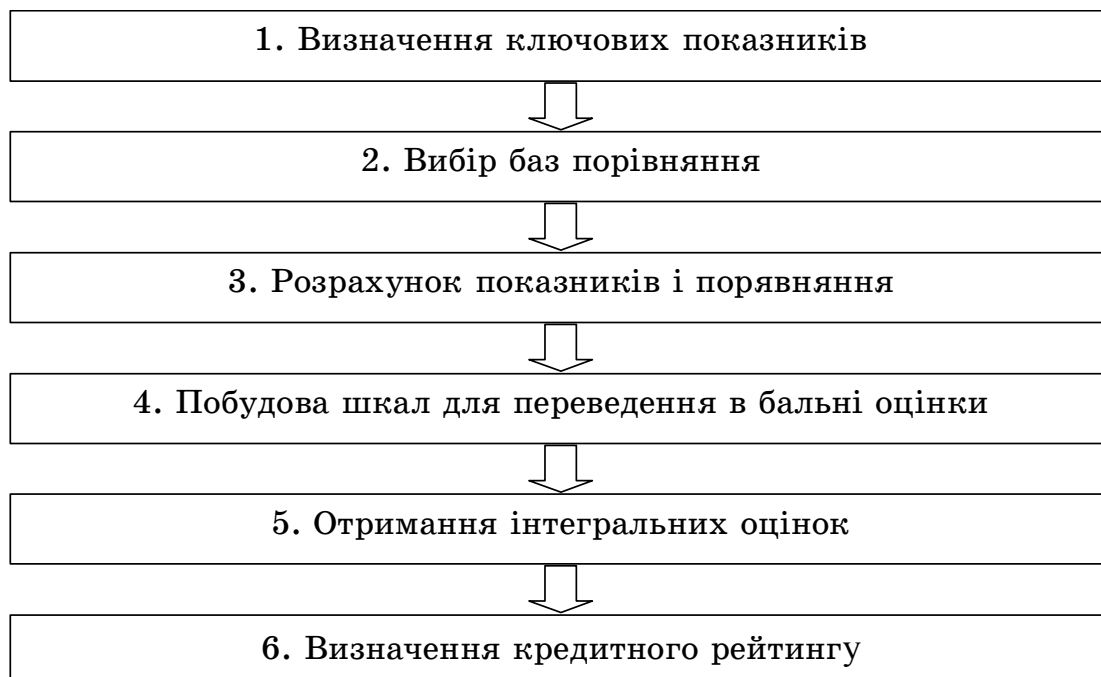 1. Визначення ключових показників
2. Вибір баз порівняння
3. Розрахунок показників і порявняння
4. Побудова шкал для переведення в бальні оцінки
5. Отримання інтегральних оцінок
6. Визначення кредитного рейтингу